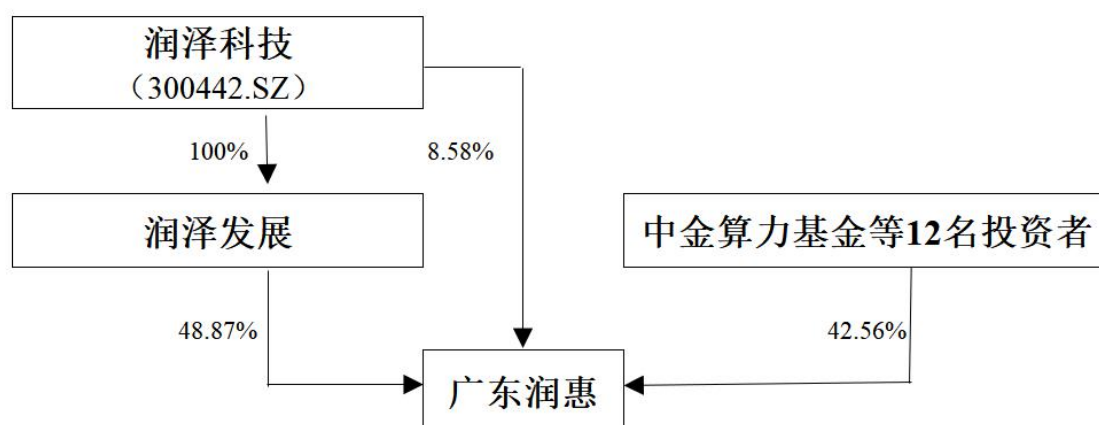 润泽科技
（300442.SZ）
100%
8.58%
润泽发展
中金算力基金等12名投资者
48.87%
42.56%
广东润惠